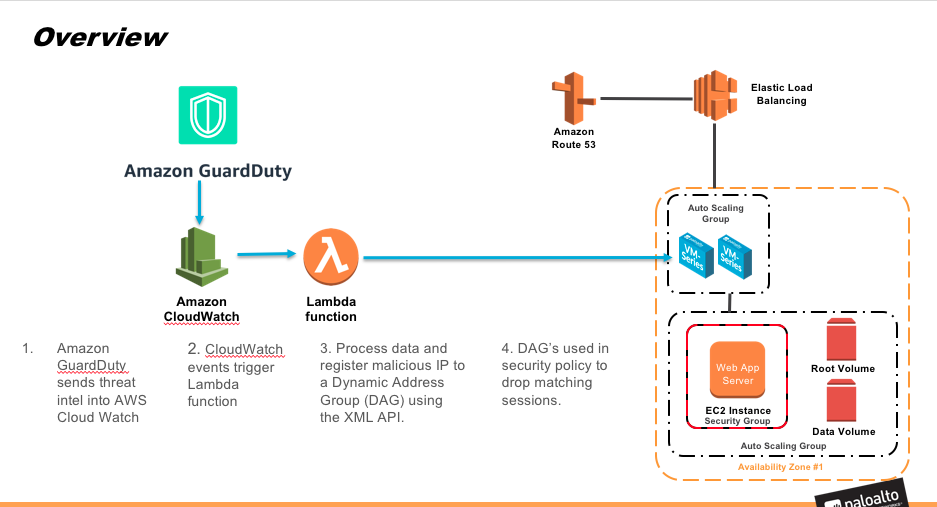 Overview
Amazon GuardDuty
Amazon
CloudWatch
Lambda
function
Amazon
Route 53
Elastic Load
Balancing
Auto Scaling
Group
VM-
Series
VM-
Series
1. Amazon
GuardDuty
sends threat
intel into AWS
Cloud Watch
2. CloudWatch
events trigger
Lambda
function
3. Process data and
register malicious IP to
a Dynamic Address
Group (DAG) using
the XML API.
4. DAG’s used in
security policy to
drop matching
sessions.
Web App
Server
EC2 Instance
Security Group
Root Volume
Data Volume
Auto Scaling Group
Availability Zone #1
paloalto